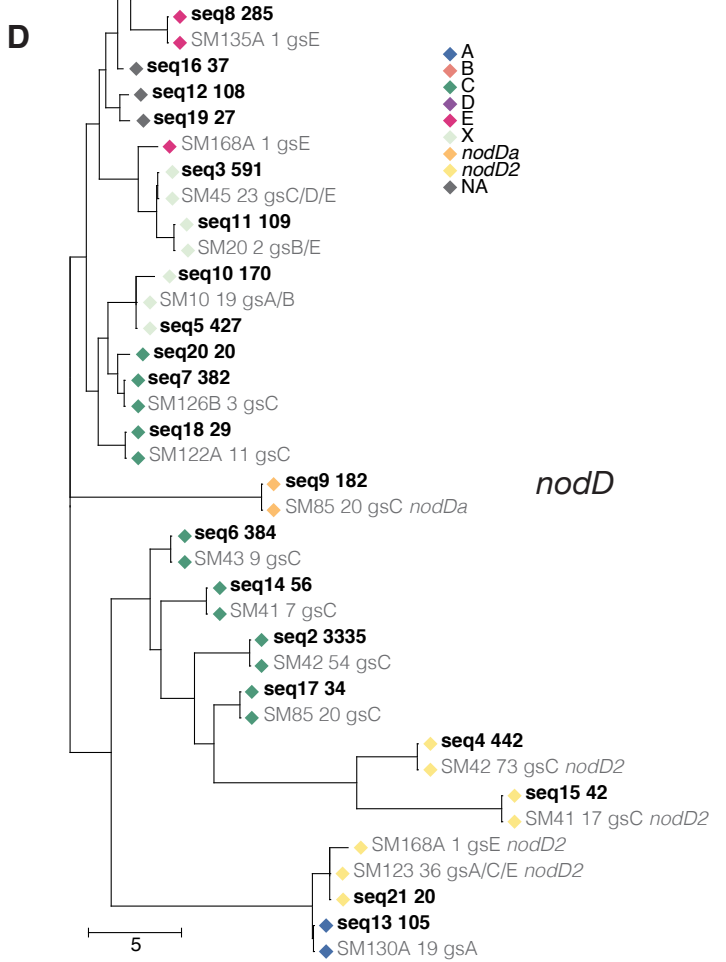 D
seq8 285
SM135A 1 gsE
seq16 37
seq12 108
seq19 27
SM168A 1 gsE
seq3 591
SM45 23 gsC/D/E
seq11 109
SM20 2 gsB/E
seq10 170
SM10 19 gsA/B
seq5 427
seq20 20
seq7 382
SM126B 3 gsC
seq18 29
SM122A 11 gsC
seq9 182
SM85 20 gsC nodDa
seq6 384
SM43 9 gsC
seq14 56
SM41 7 gsC
seq2 3335
SM42 54 gsC
seq17 34
SM85 20 gsC
seq4 442
SM42 73 gsC nodD2
seq15 42
SM41 17 gsC nodD2
SM168A 1 gsE nodD2
SM123 36 gsA/C/E nodD2
seq21 20
seq13 105
SM130A 19 gsA
5
A
B
C
D
E
X
nodDa
nodD2
NA
nodD